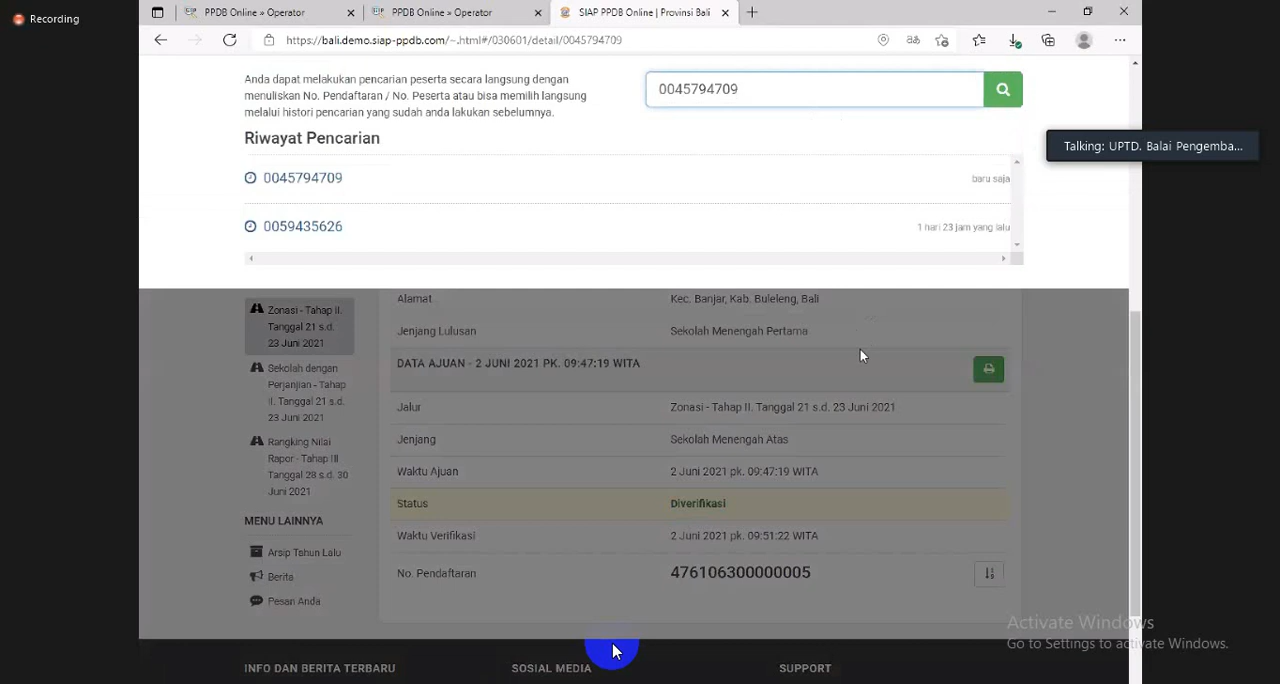 Recording
PPDB Online » Operator
PPDB Online » Operator
SIAP PPDB Online | Provinsi Bali
https://bali.demo.siap-ppdb.com/~.html#/030601/detail/0045794709
Anda dapat melakukan pencarian peserta secara langsung dengan
menuliskan No. Pendaftaran / No. Peserta atau bisa memilih langsung
melalui histori pencarian yang sudah anda lakukan sebelumnya.
0045794709
Riwayat Pencarian
Talking: UPTD. Balai Pengemba...
0045794709 baru saja
0059435626 1 hari 23 jam yang lalu
Zonasi - Tahap II.
Tanggal 21 s.d.
23 Juni 2021
Sekolah dengan
Perjanjian - Tahap
II. Tanggal 21 s.d.
23 Juni 2021
Rangking Nilai
Rapor - Tahap III
Tanggal 28 s.d. 30
Juni 2021
MENU LAINNYA
Arsip Tahun Lalu
Berita
Pesan Anda
Alamat Kec. Banjar, Kab. Buleleng, Bali
Jenjang Lulusan Sekolah Menengah Pertama
DATA AJUAN - 2 JUNI 2021 PK. 09:47:19 WITA
Jalur Zonasi - Tahap II. Tanggal 21 s.d. 23 Juni 2021
Jenjang Sekolah Menengah Atas
Waktu Ajuan 2 Juni 2021 pk. 09:47:19 WITA
Status Diverifikasi
Waktu Verifikasi 2 Juni 2021 pk. 09:51:22 WITA
No. Pendaftaran 476106300000005
Activate Windows
Go to Settings to activate Windows.
INFO DAN BERITA TERBARU
SOSIAL MEDIA
SUPPORT